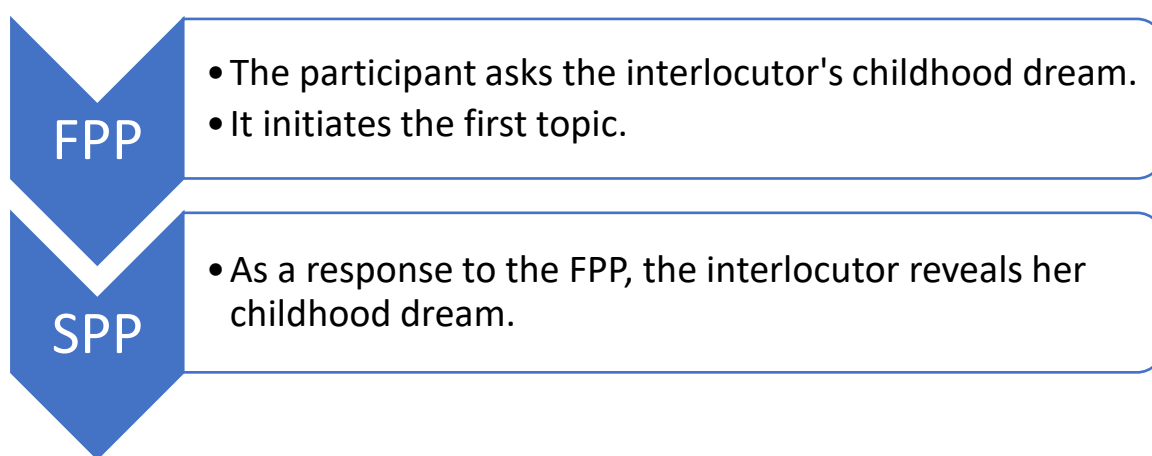 FPP
•The participant asks the interlocutor's childhood dream.
•It initiates the first topic.
SPP
•As a response to the FPP, the interlocutor reveals her
childhood dream.